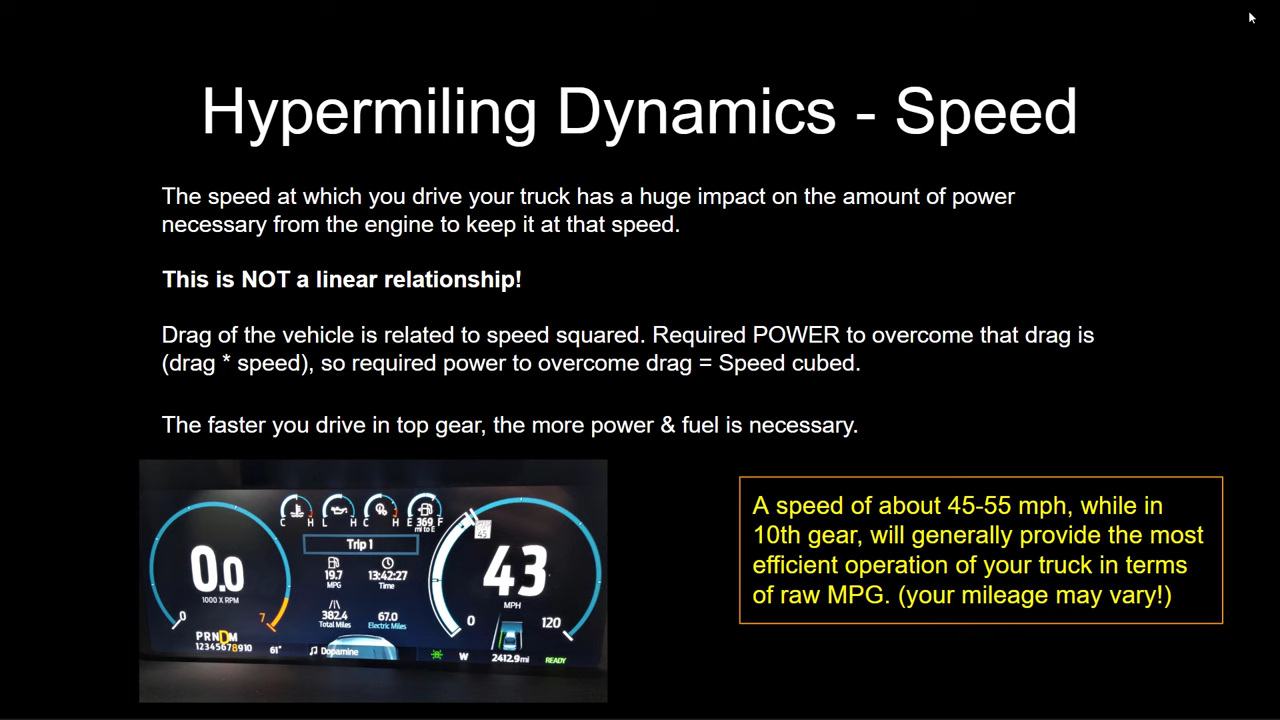 Hypermiling Dynamics - Speed
The speed at which you drive your truck has a huge impact on the amount of power
necessary from the engine to keep it at that speed.
This is NOT a linear relationship!
Drag of the vehicle is related to speed squared. Required POWER to overcome that drag is
(drag * speed), so required power to overcome drag = Speed cubed.
The faster you drive in top gear, the more power & fuel is necessary.
C H L H C H E 369 F
mi to E
Trip 1
19.7
MPG
13:42:27
Time
382.4
Total Miles
67.0
Electric Miles
0.0
1000 X RPM
0
7
PRNDM
12345678910
61°
Dopamine
45
43
MPH
0
120
W
2412.9mi
READY
A speed of about 45-55 mph, while in
10th gear, will generally provide the most
efficient operation of your truck in terms
of raw MPG. (your mileage may vary!)